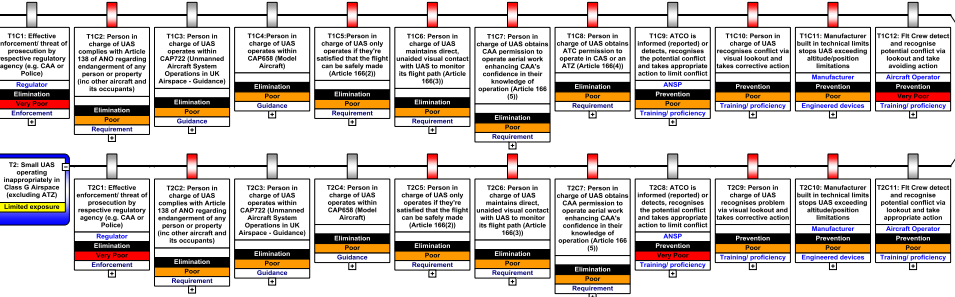 T1C1: Effective
enforcement/ threat of
prosecution by
respective regulatory
agency (e.g. CAA or
Police)
Regulator
Elimination
Very Poor
Enforcement
T1C2: Person in
charge of UAS
complies with Article
138 of ANO regarding
endangement of any
person or property
(inc other aircraft and
its occupants)
Elimination
Poor
Requirement
T1C3: Person in
charge of UAS
operates within
CAP722 (Unmanned
Aircraft System
Operations in UK
Airspace - Guidance)
Elimination
Poor
Guidance
T1C4:Person in
charge of UAS
operates within
CAP658 (Model
Aircraft)
Elimination
Poor
Guidance
T1C5:Person in
charge of UAS only
operates if they're
satisfied that the flight
can be safely made
(Article 166(2))
Elimination
Poor
Requirement
T1C6: Person in
charge of UAS
maintains direct,
unaided visual contact
with UAS to monitor
its flight path (Article
166(3))
Elimination
Poor
Requirement
T1C7: Person in
charge of UAS obtains
CAA permission to
operate aerial work
enhancing CAA's
confidence in their
knowledge of
operation (Article 166
(5))
Elimination
Poor
Requirement
T1C8: Person in
charge of UAS obtains
ATC permission to
operate in CAS or an
ATZ (Article 166(4))
Elimination
Poor
Requirement
T1C9: ATCO is
informed (reported) or
detects, recognises
the potential conflict
and takes appropriate
action to limit conflict
ANSP
Prevention
Poor
Training/ proficiency
T1C10: Person in
charge of UAS
recognises conflict via
visual lookout and
takes corrective action
Prevention
Poor
Training/ proficiency
T1C11: Manufacturer
built in technical limits
stops UAS exceeding
altitude/position
limitations
Manufacturer
Prevention
Poor
Engineered devices
T1C12: Flt Crew detect
and recognise
potential conflict via
lookout and take
avoiding action
Aircraft Operator
Prevention
Very Poor
Training/ proficiency
T2: Small UAS
operating
inappropriately in
Class G Airspace
(excluding ATZ)
Limited exposure
T2C1: Effective
enforcement/ threat of
prosecution by
respective regulatory
agency (e.g. CAA or
Police)
Regulator
Elimination
Very Poor
Enforcement
T2C2: Person in
charge of UAS
complies with Article
138 of ANO regarding
endangement of any
person or property
(inc other aircraft and
its occupants)
Elimination
Poor
Requirement
T2C3: Person in
charge of UAS
operates within
CAP722 (Unmanned
Aircraft System
Operations in UK
Airspace - Guidance)
Elimination
Poor
Guidance
T2C4: Person in
charge of UAS
operates within
CAP658 (Model
Aircraft)
Elimination
Poor
Guidance
T2C5: Person in
charge of UAS only
operates if they're
satisfied that the flight
can be safely made
(Article 166(2))
Elimination
Poor
Requirement
T2C6: Person in
charge of UAS
maintains direct,
unaided visual contact
with UAS to monitor
its flight path (Article
166(3))
Elimination
Poor
Requirement
T2C7: Person in
charge of UAS obtains
CAA permission to
operate aerial work
enhancing CAA's
confidence in their
knowledge of
operation (Article 166
(5))
Elimination
Poor
Requirement
T2C8: ATCO is
informed (reported) or
detects, recognises
the potential conflict
and takes appropriate
action to limit conflict
ANSP
Prevention
Very Poor
Training/ proficiency
T2C9: Person in
charge of UAS
recognises problem
via visual lookout and
takes corrective action
Prevention
Poor
Training/ proficiency
T2C10: Manufacturer
built in technical limits
stops UAS exceeding
altitude/position
limitations
Manufacturer
Prevention
Poor
Engineered devices
T2C11: Flt Crew detect
and recognise
potential conflict via
lookout and take
appropriate action
Aircraft Operator
Prevention
Poor
Training/ proficiency